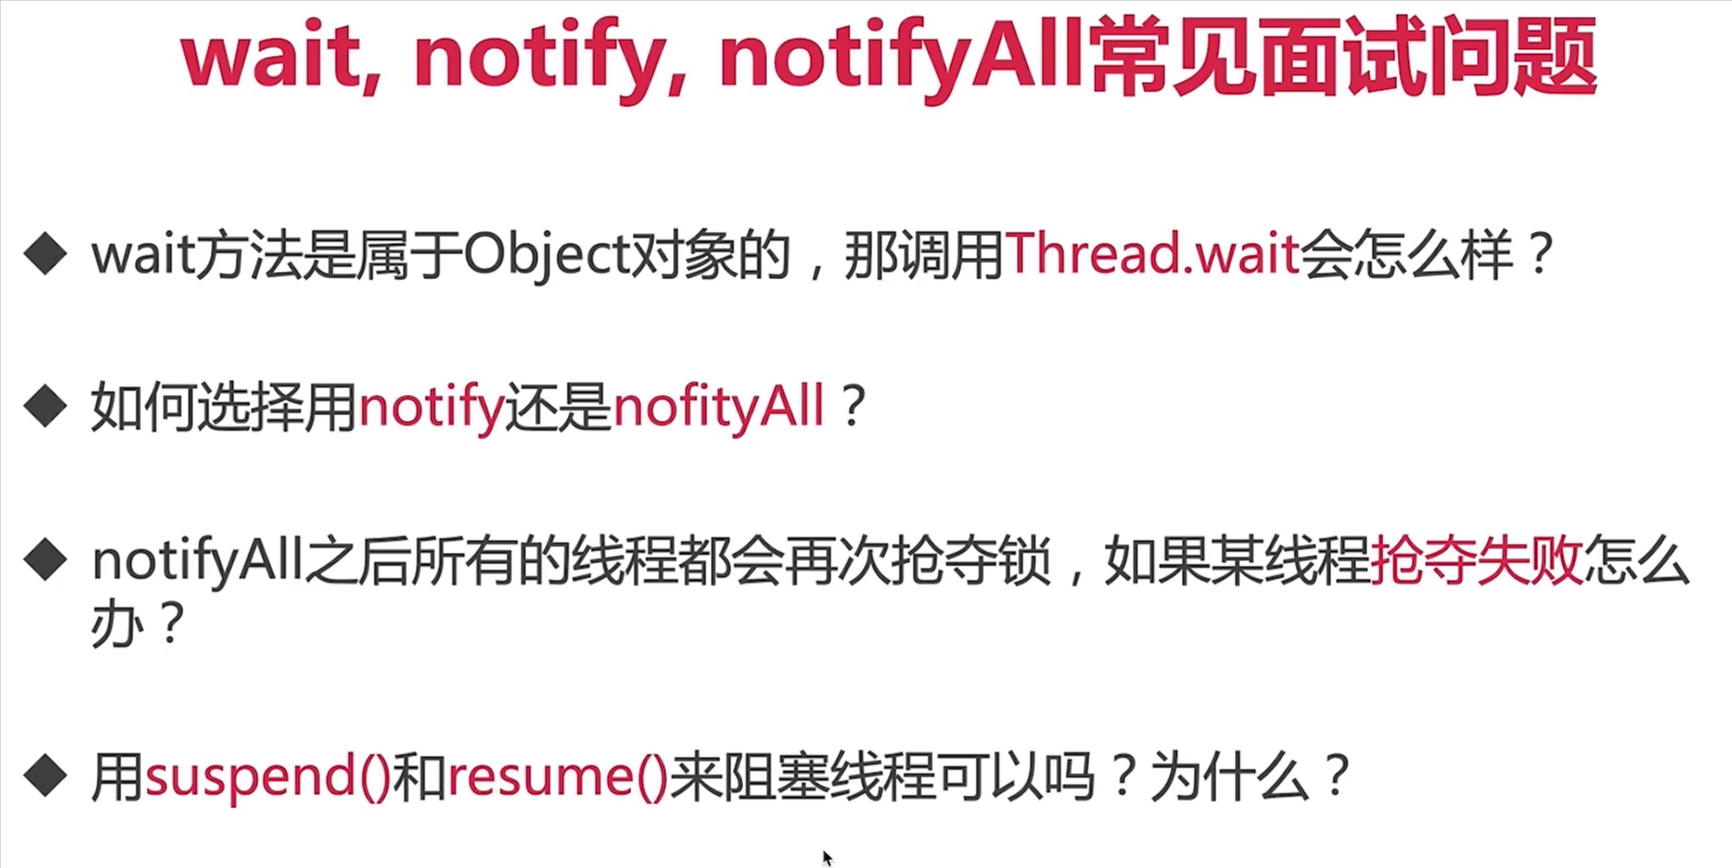 wait, notify, notifyAll常见面试问题
wait方法是属于Object对象的，那调用Thread.wait会怎么样？
如何选择用notify还是nofityAll？
notifyAll之后所有的线程都会再次抢夺锁，如果某线程抢夺失败怎么
办？
用suspend()和resume()来阻塞线程可以吗？为什么？